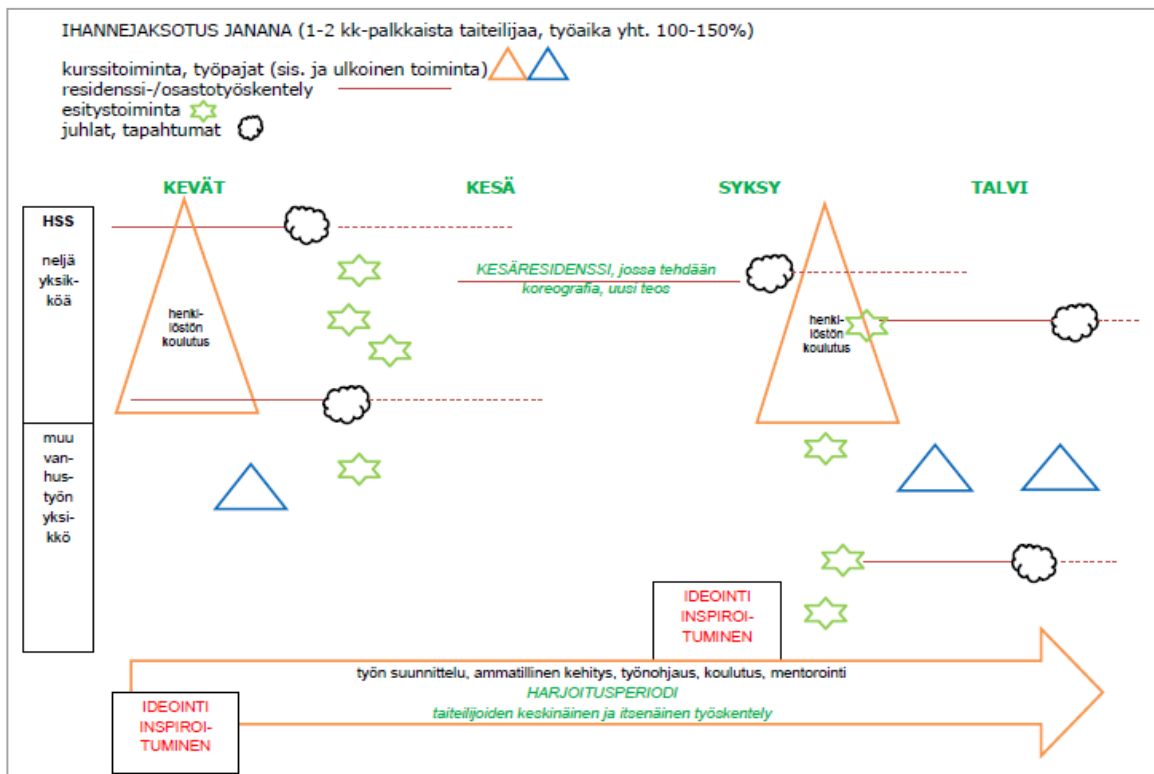 IHANNEJAKSOTUS JANANA (1-2 kk-palkkaista taiteilijaa, työaika yht. 100-150%)
kurssitoiminta, työpajat (sis. ja ulkoinen toiminta)
residenssi-/osastotyöskentely
esitystoiminta
juhlat, tapahtumat
KEVÄT KESÄ SYKSY TALVI
HSS
neljä
yksik-
köä
henki-
löstön
koulutus
KESÄRESIDENSSI, jossa tehdään
koreografia, uusi teos
henki-
löstön
koulutus
muu
van-
hus-
työn
yksi-
kkö
IDEOINTI
INSPIROI-
TUMINEN
työn suunnittelu, ammatillinen kehitys, työnohjaus, koulutus, mentorointi
HARJOITUSPERIODI
taiteilijoiden keskinäinen ja itsenäinen työskentely
IDEOINTI
INSPIROI-
TUMINEN